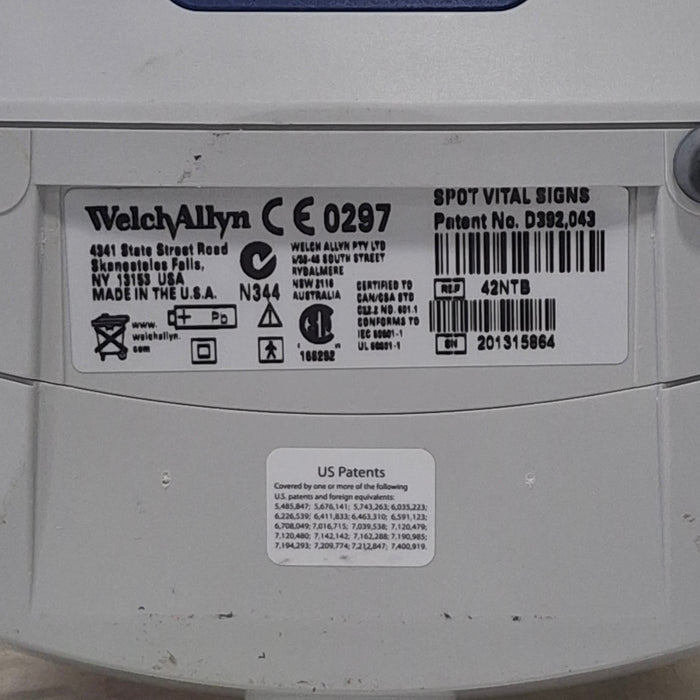 WelchAllyn CE 0297
4341 State Street Road
Skaneateles Falls,
NY 13153 USA
MADE IN THE U.S.A.
N344
WELCH ALLYN PTY LTD
SOUTH STREET
RYDALMERE
NSW 2116
AUSTRALIA
www.
welchallyn.
com
Pb
CERTIFIED TO
CAN/CSA STD
C22.2 NO. 601.1
CONFORMS TO
IEC 60601-1
UL 60601-1
SPOT VITAL SIGNS
Patent No. D392,043
REF 42NTB
SN 201315864
US Patents
Covered by one or more of the following
U.S. patents and foreign equivalents:
5,485,847; 5,676,141; 5,743,263; 6,035,223;
6,226,539; 6,411,833; 6,463,310; 6,591,123;
6,708,049; 7,016,715; 7,039,538; 7,120,479;
7,120,480; 7,142,142; 7,162,288; 7,190,985;
7,194,293; 7,209,774; 7,212,847; 7,400,919.